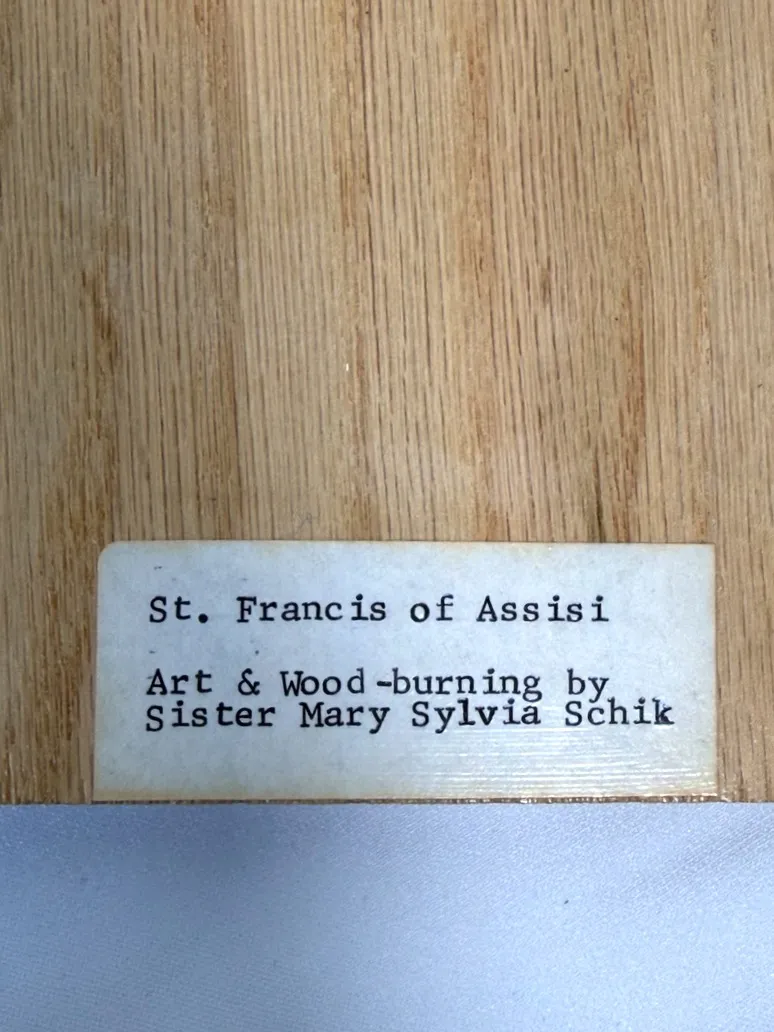 St. Francis of Assisi
Art & Wood-burning by
Sister Mary Sylvia Schik